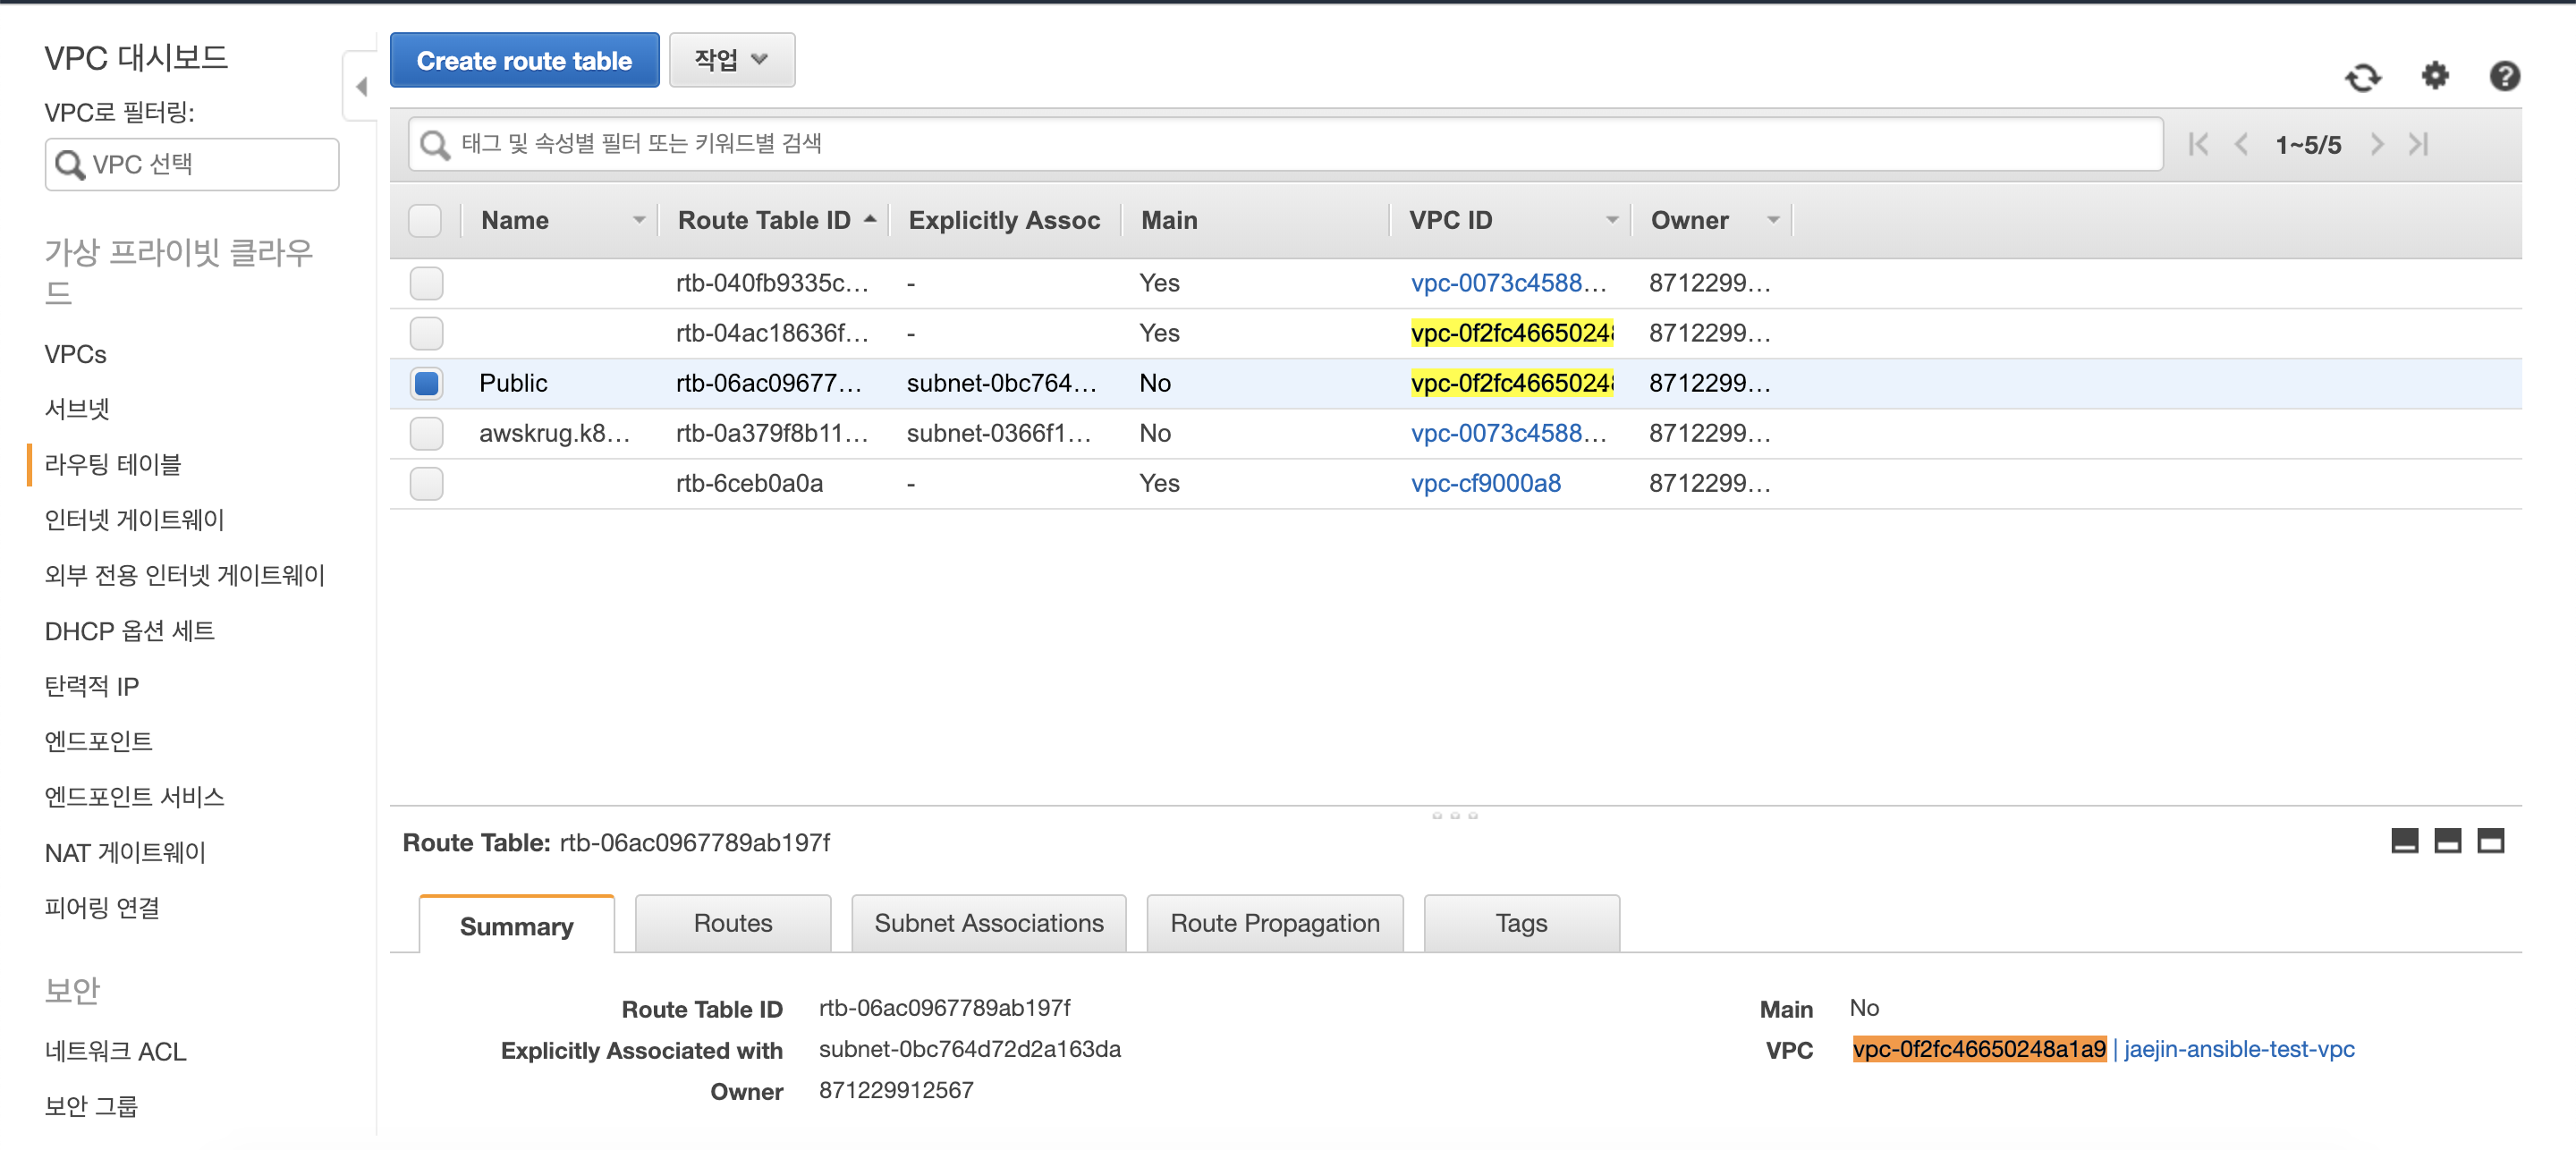 VPC 대시보드
VPC로 필터링:
VPC 선택
가상 프라이빗 클라우
드
VPCs
서브넷
라우팅 테이블
인터넷 게이트웨이
외부 전용 인터넷 게이트웨이
DHCP 옵션 세트
탄력적 IP
엔드포인트
엔드포인트 서비스
NAT 게이트웨이
피어링 연결
보안
네트워크 ACL
보안 그룹
Create route table 작업
태그 및 속성별 필터 또는 키워드별 검색 1~5/5
Name Route Table ID Explicitly Assoc Main VPC ID Owner
rtb-040fb9335c... - Yes vpc-0073c4588... 8712299...
rtb-04ac18636f... - Yes vpc-0f2fc46650248 8712299...
Public rtb-06ac09677... subnet-0bc764... No vpc-0f2fc46650248 8712299...
awskrug.k8... rtb-0a379f8b11... subnet-0366f1... No vpc-0073c4588... 8712299...
rtb-6ceb0a0a - Yes vpc-cf9000a8 8712299...
Route Table: rtb-06ac0967789ab197f
Summary Routes Subnet Associations Route Propagation Tags
Route Table ID rtb-06ac0967789ab197f Main No
Explicitly Associated with subnet-0bc764d72d2a163da VPC vpc-0f2fc46650248a1a9 | jaejin-ansible-test-vpc
Owner 871229912567